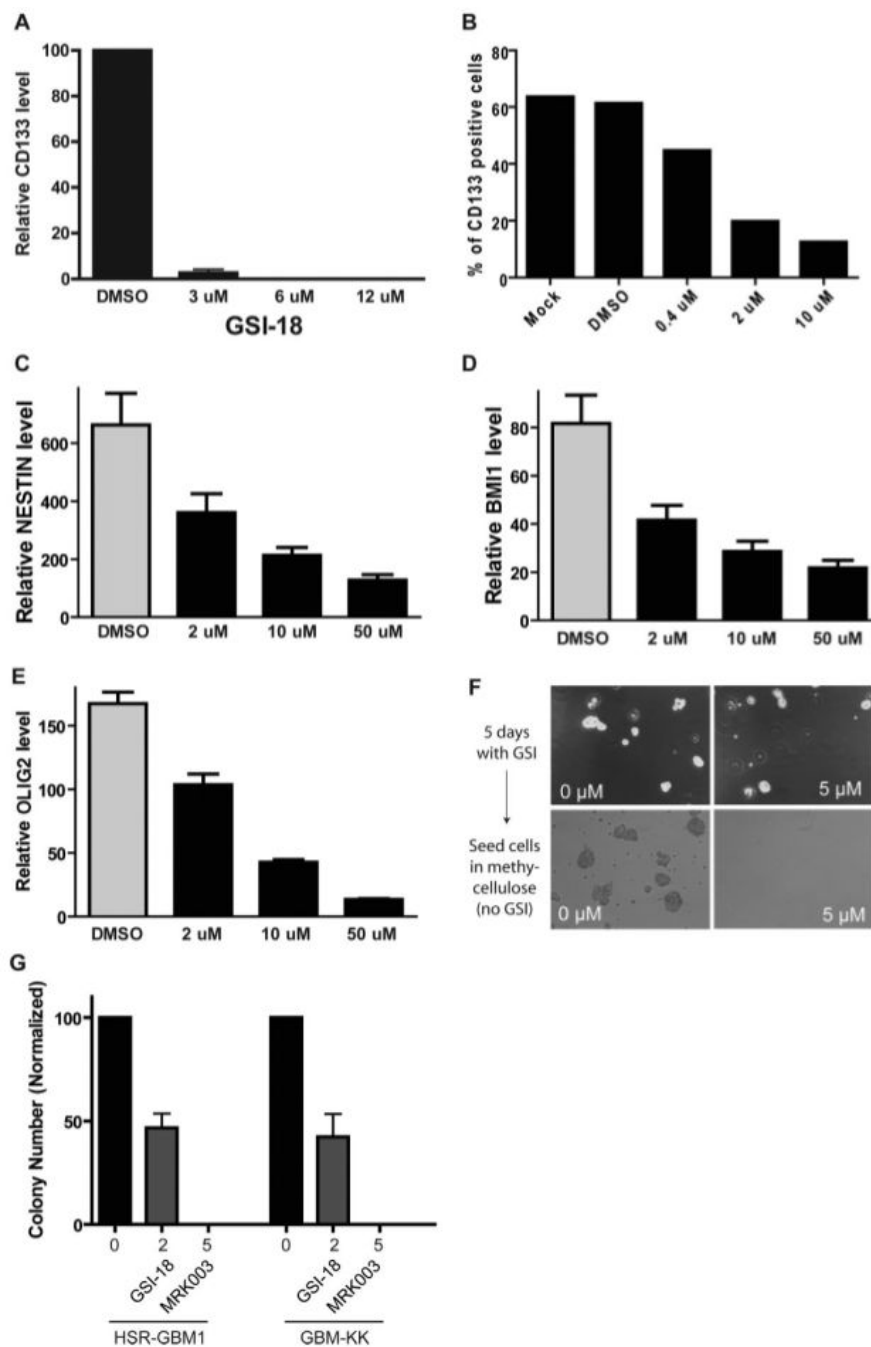 A
Relative CD133 level
100
80
60
40
20
0
DMSO
3 uM
6 uM
12 uM
GSI-18
B
% of CD133 positive cells
80
60
40
20
0
Mock
DMSO
0.4 uM
2 uM
10 uM
C
Relative NESTIN level
600
400
200
0
DMSO
2 uM
10 uM
50 uM
D
Relative BMI1 level
80
60
40
20
0
DMSO
2 uM
10 uM
50 uM
E
Relative OLIG2 level
150
100
50
0
DMSO
2 uM
10 uM
50 uM
F
5 days
with GSI
Seed cells
in methy-
cellulose
(no GSI)
0 µM
5 µM
0 µM
5 µM
G
Colony Number (Normalized)
100
50
0
0
2
5
0
2
5
GSI-18
MRK003
GSI-18
MRK003
HSR-GBM1
GBM-KK